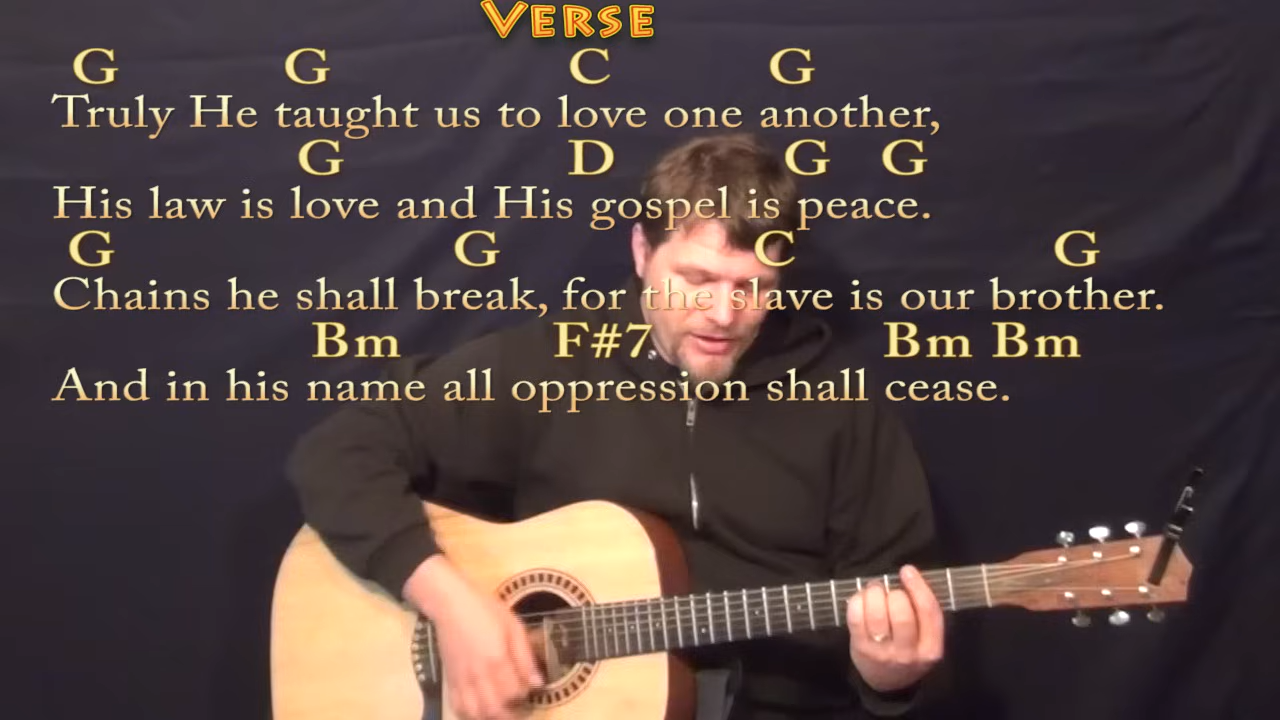 VERSE
G G C G
Truly He taught us to love one another,
G D G G
His law is love and His gospel is peace.
G G C G
Chains he shall break, for the slave is our brother.
Bm F#7 Bm Bm
And in his name all oppression shall cease.